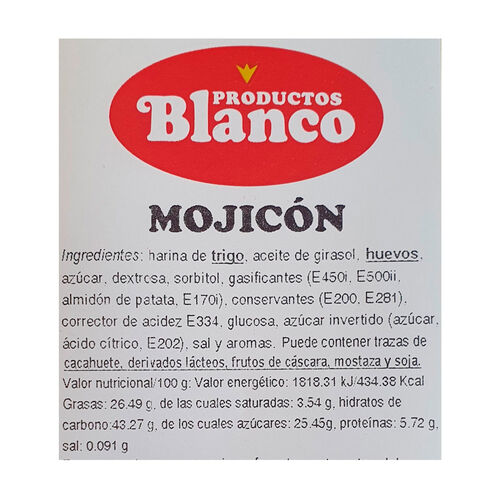 PRODUCTOS
Blanco
MOJICÓN
Ingredientes: harina de trigo, aceite de girasol, huevos,
azúcar, dextrosa, sorbitol, gasificantes (E450i, E500ii,
almidón de patata, E170i), conservantes (E200, E281),
corrector de acidez E334, glucosa, azúcar invertido (azúcar,
ácido cítrico, E202), sal y aromas. Puede contener trazas de
cacahuete, derivados lácteos, frutos de cáscara, mostaza y soja.
Valor nutricional/100 g: Valor energético: 1818.31 kJ/434.38 Kcal
Grasas: 26.49 g, de las cuales saturadas: 3.54 g, hidratos de
carbono:43.27 g, de los cuales azúcares: 25.45g, proteínas: 5.72 g,
sal: 0.091 g